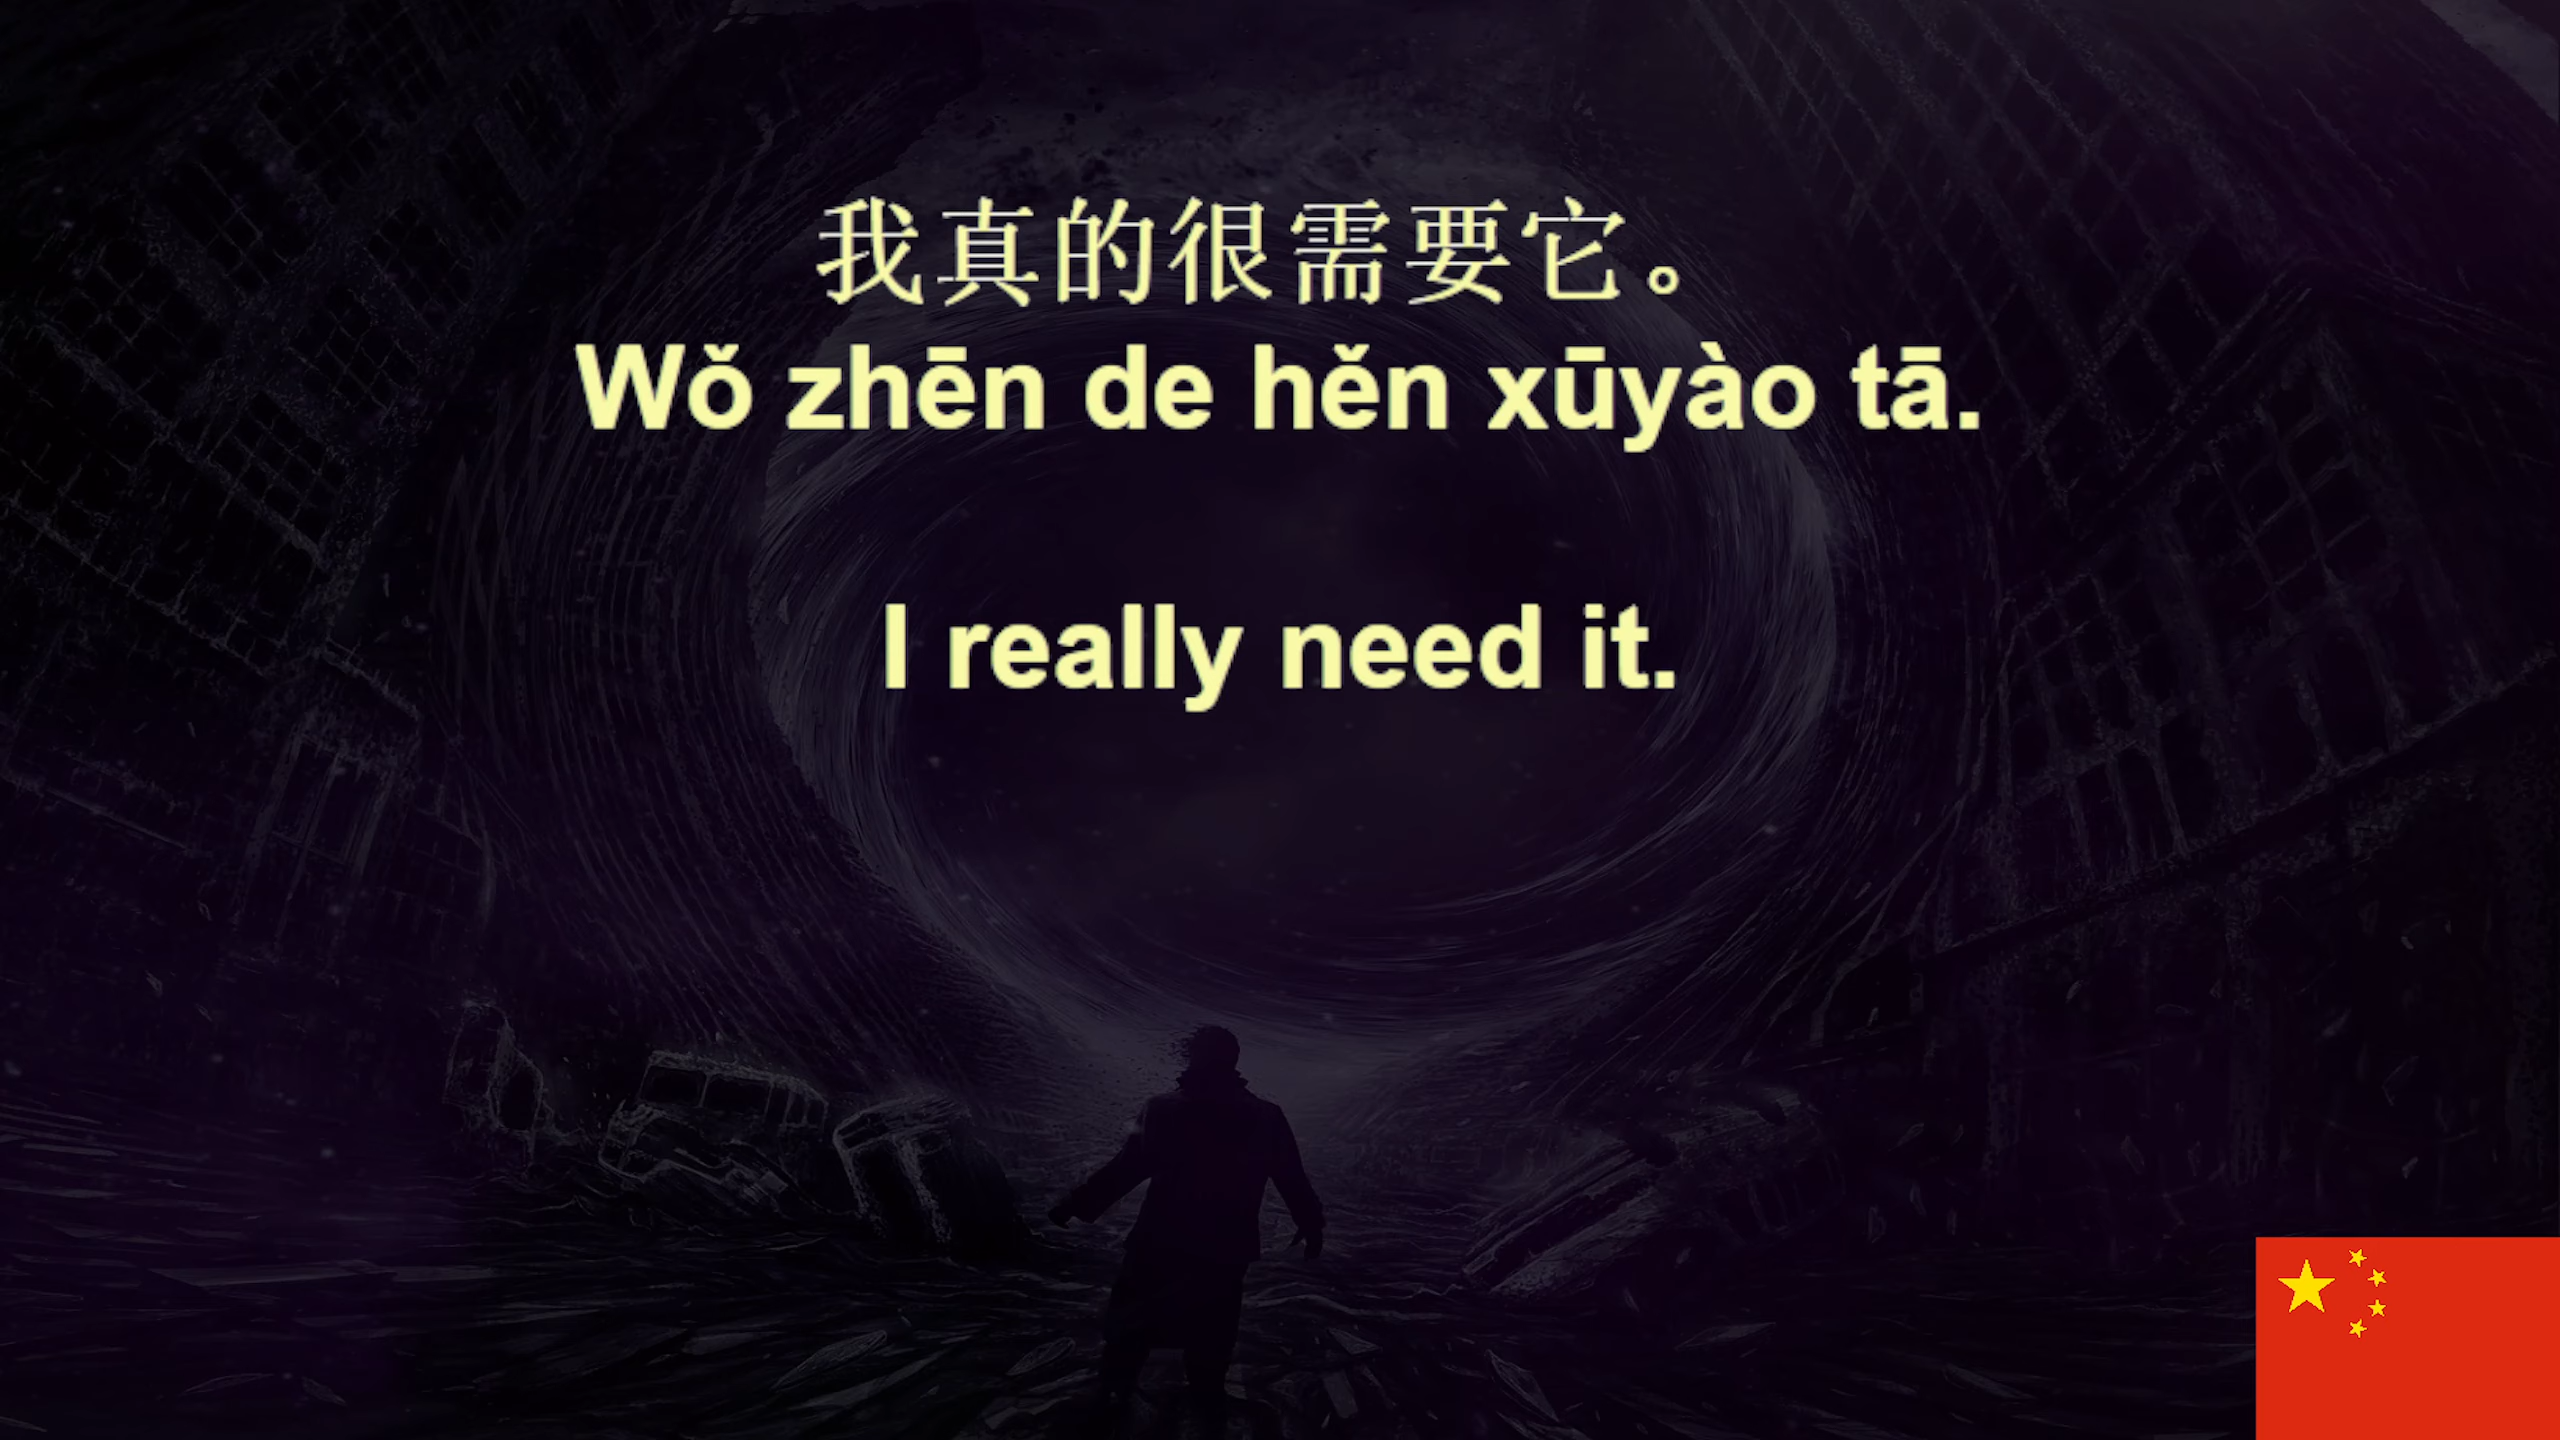 我真的很需要它。
Wǒ zhēn de hěn xūyào tā.
I really need it.